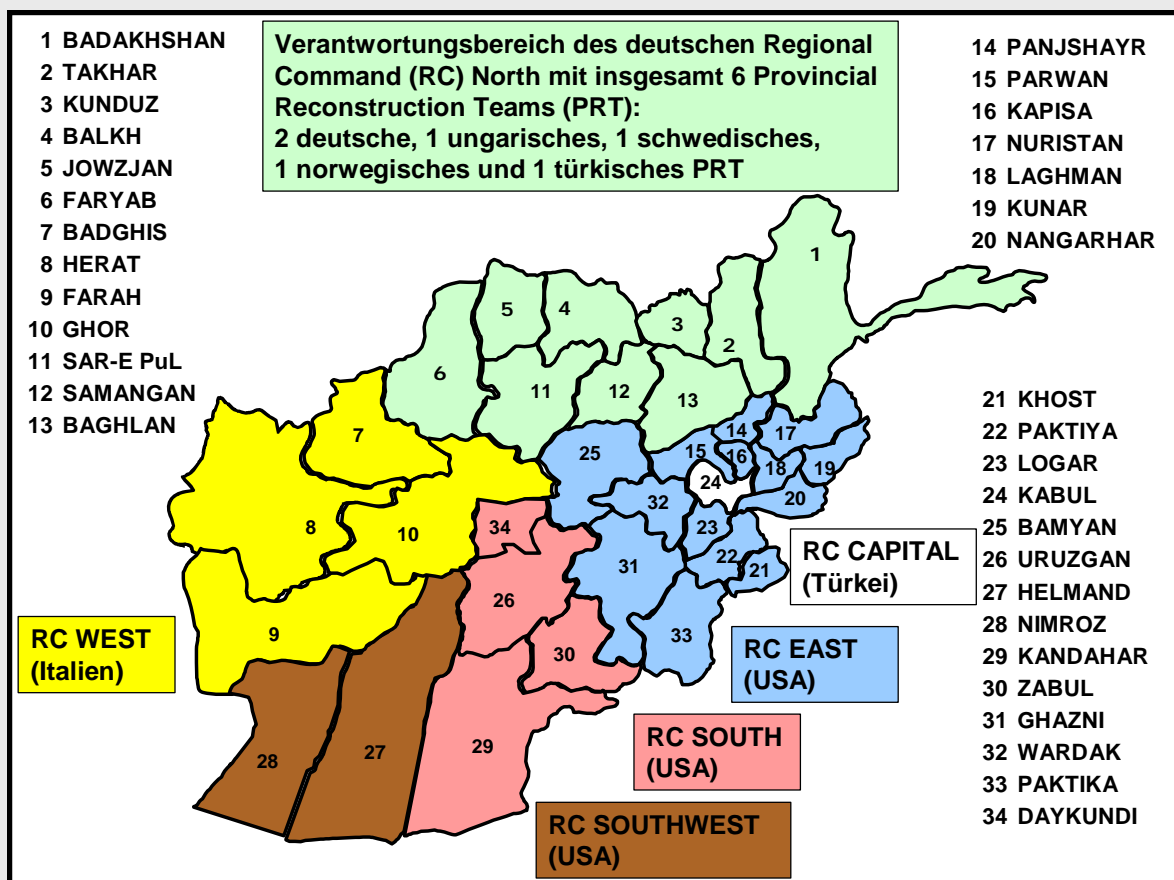 1 BADAKHSHAN
2 TAKHAR
3 KUNDUZ
4 BALKH
5 JOWZJAN
6 FARYAB
7 BADGHIS
8 HERAT
9 FARAH
10 GHOR
11 SAR-E PuL
12 SAMANGAN
13 BAGHLAN
Verantwortungsbereich des deutschen Regional
Command (RC) North mit insgesamt 6 Provincial
Reconstruction Teams (PRT):
2 deutsche, 1 ungarisches, 1 schwedisches,
1 norwegisches und 1 türkisches PRT
14 PANJSHAYR
15 PARWAN
16 KAPISA
17 NURISTAN
18 LAGHMAN
19 KUNAR
20 NANGARHAR
1
5
4
3
2
6
11
12
13
7
25
14
17
15
16
18
19
24
20
8
10
34
32
23
22
21
31
26
9
33
30
28
27
29
RC CAPITAL
(Türkei)
RC WEST
(Italien)
RC EAST
(USA)
RC SOUTH
(USA)
RC SOUTHWEST
(USA)
21 KHOST
22 PAKTIYA
23 LOGAR
24 KABUL
25 BAMYAN
26 URUZGAN
27 HELMAND
28 NIMROZ
29 KANDAHAR
30 ZABUL
31 GHAZNI
32 WARDAK
33 PAKTIKA
34 DAYKUNDI